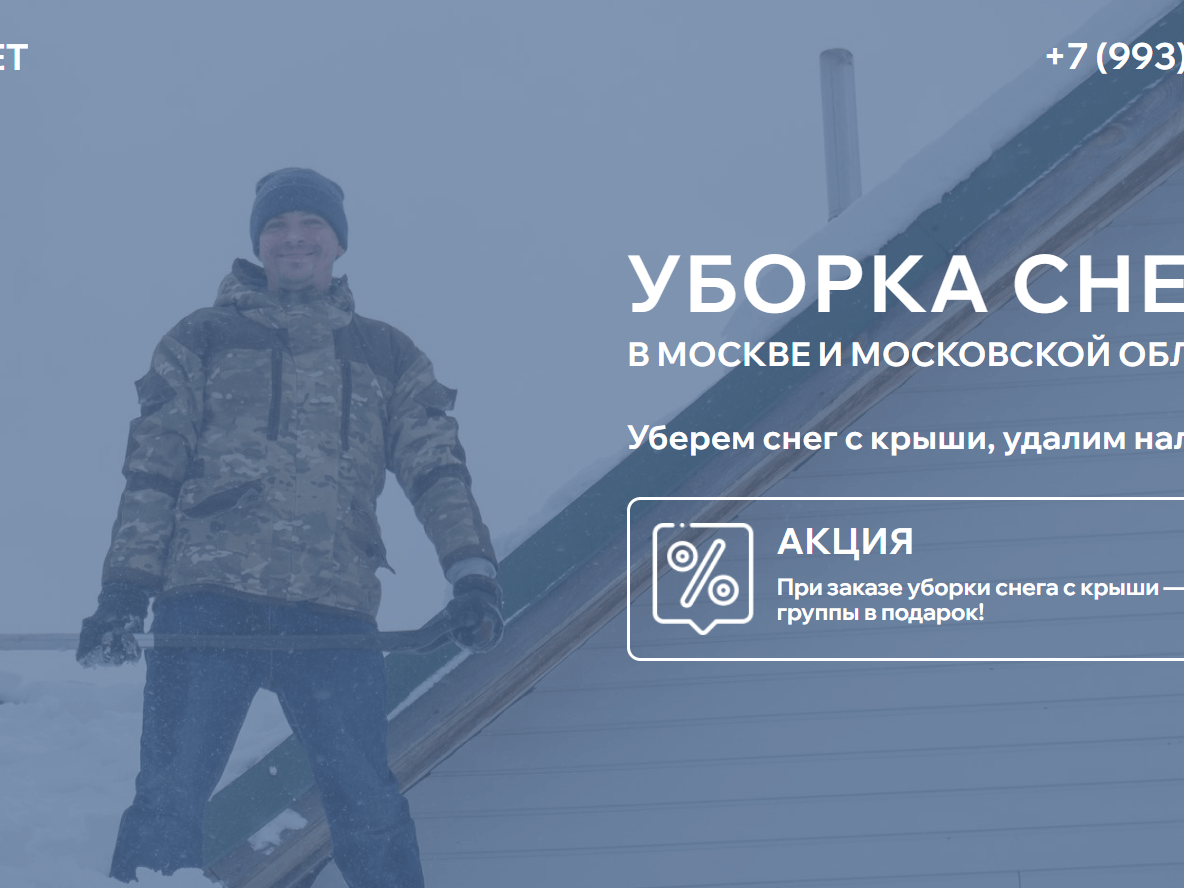 ЕТ
+7 (993)
УБОРКА СНЕ
В МОСКВЕ И МОСКОВСКОЙ ОБЛ
Уберем снег с крыши, удалим нал
АКЦИЯ
При заказе уборки снега с крыши —
группы в подарок!